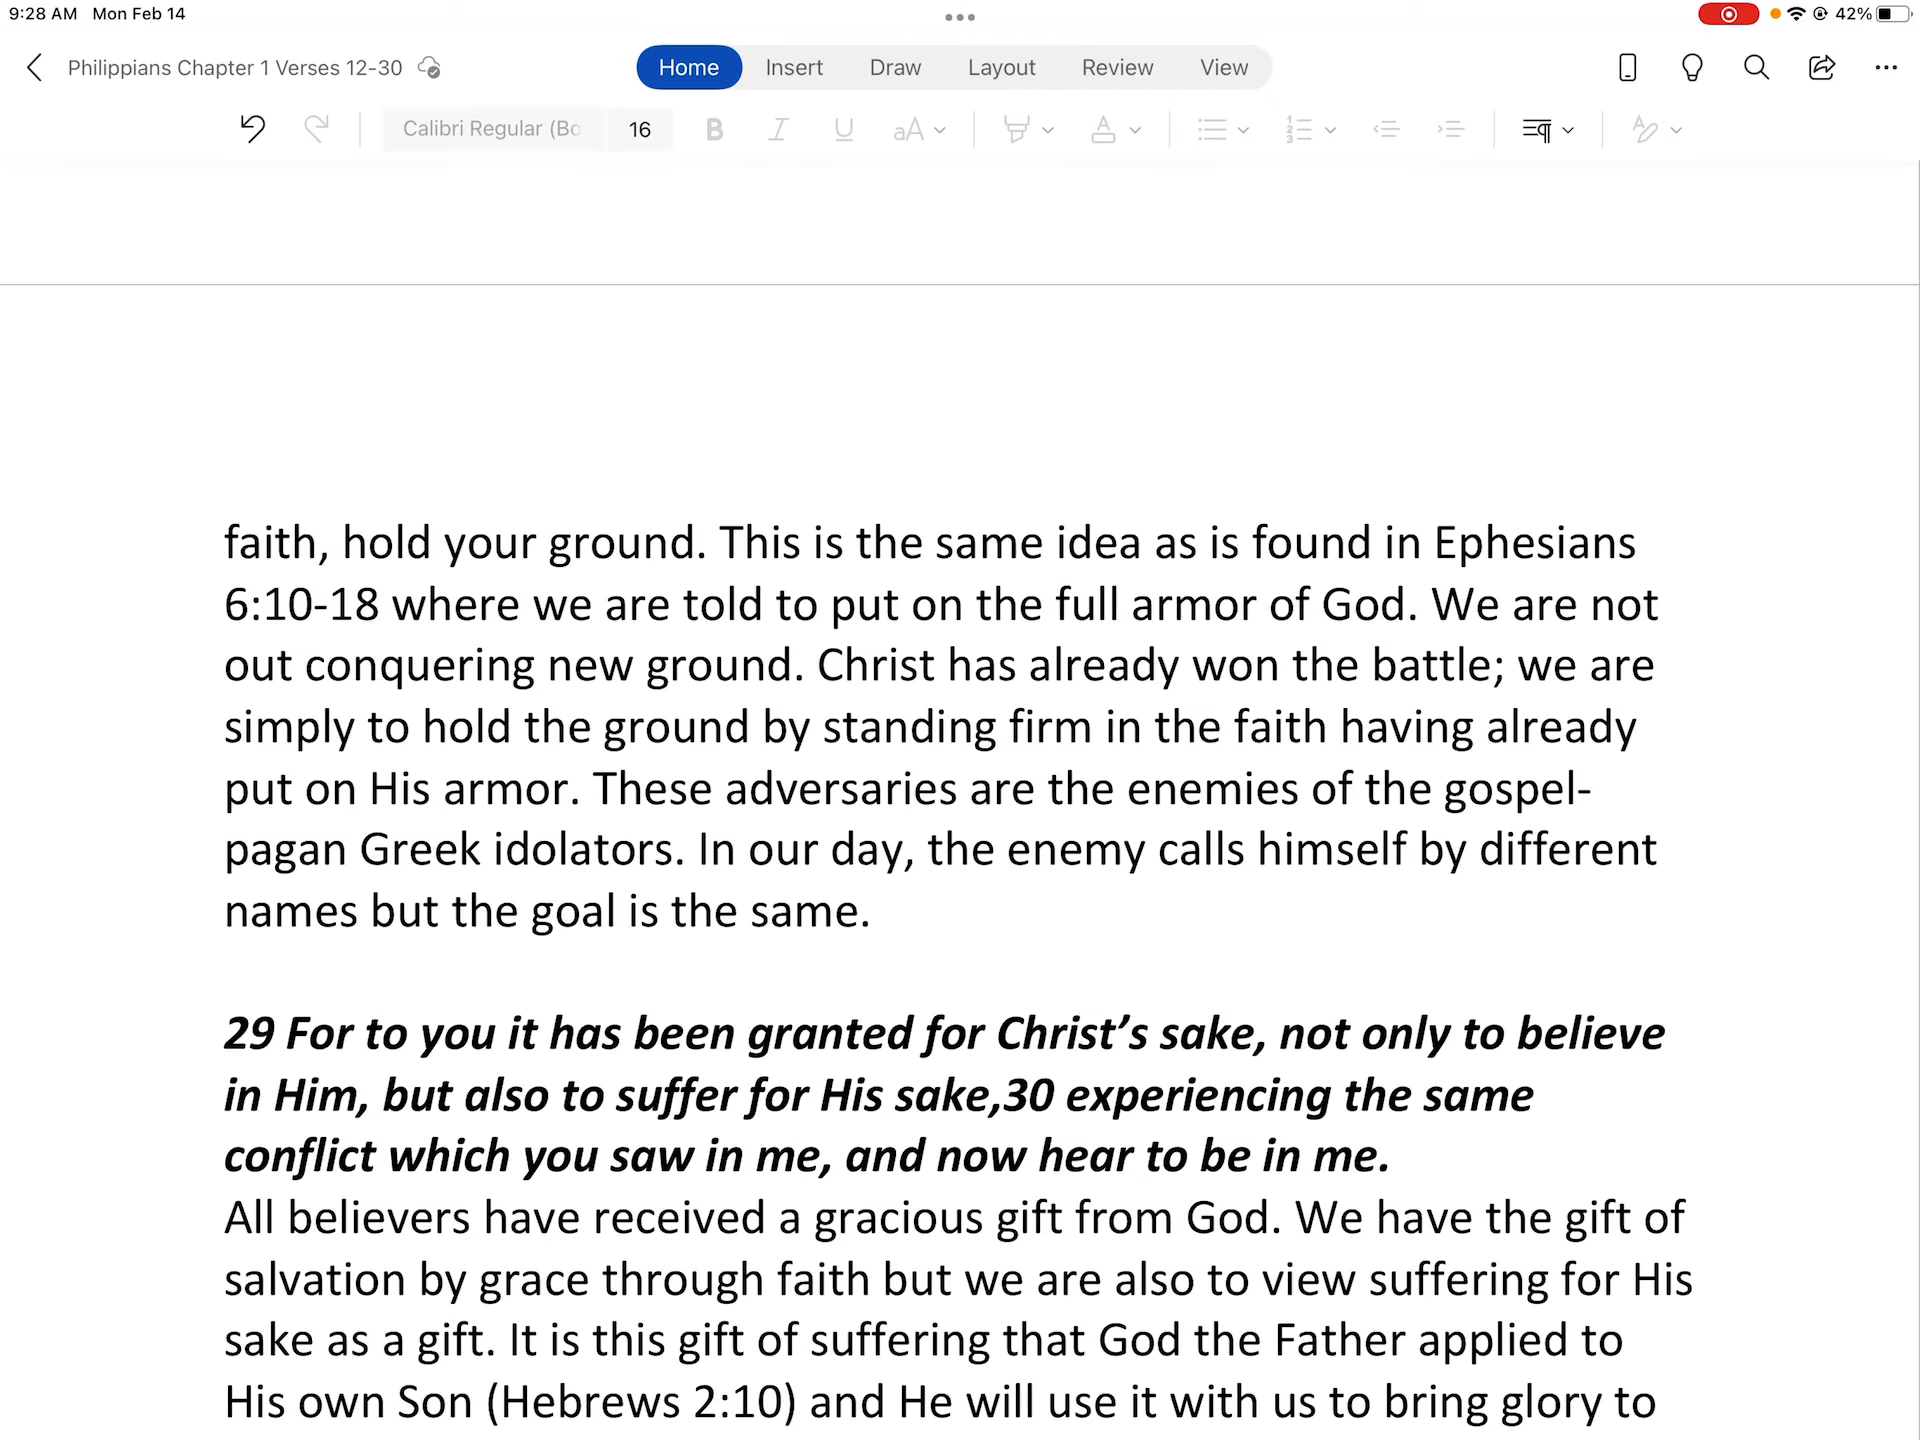 9:28 AM Mon Feb 14
42%
Philippians Chapter 1 Verses 12-30
Home Insert Draw Layout Review View
Calibri Regular (Bo 16 B I U aA A
faith, hold your ground. This is the same idea as is found in Ephesians
6:10-18 where we are told to put on the full armor of God. We are not
out conquering new ground. Christ has already won the battle; we are
simply to hold the ground by standing firm in the faith having already
put on His armor. These adversaries are the enemies of the gospel-
pagan Greek idolators. In our day, the enemy calls himself by different
names but the goal is the same.
29 For to you it has been granted for Christ’s sake, not only to believe
in Him, but also to suffer for His sake,30 experiencing the same
conflict which you saw in me, and now hear to be in me.
All believers have received a gracious gift from God. We have the gift of
salvation by grace through faith but we are also to view suffering for His
sake as a gift. It is this gift of suffering that God the Father applied to
His own Son (Hebrews 2:10) and He will use it with us to bring glory to